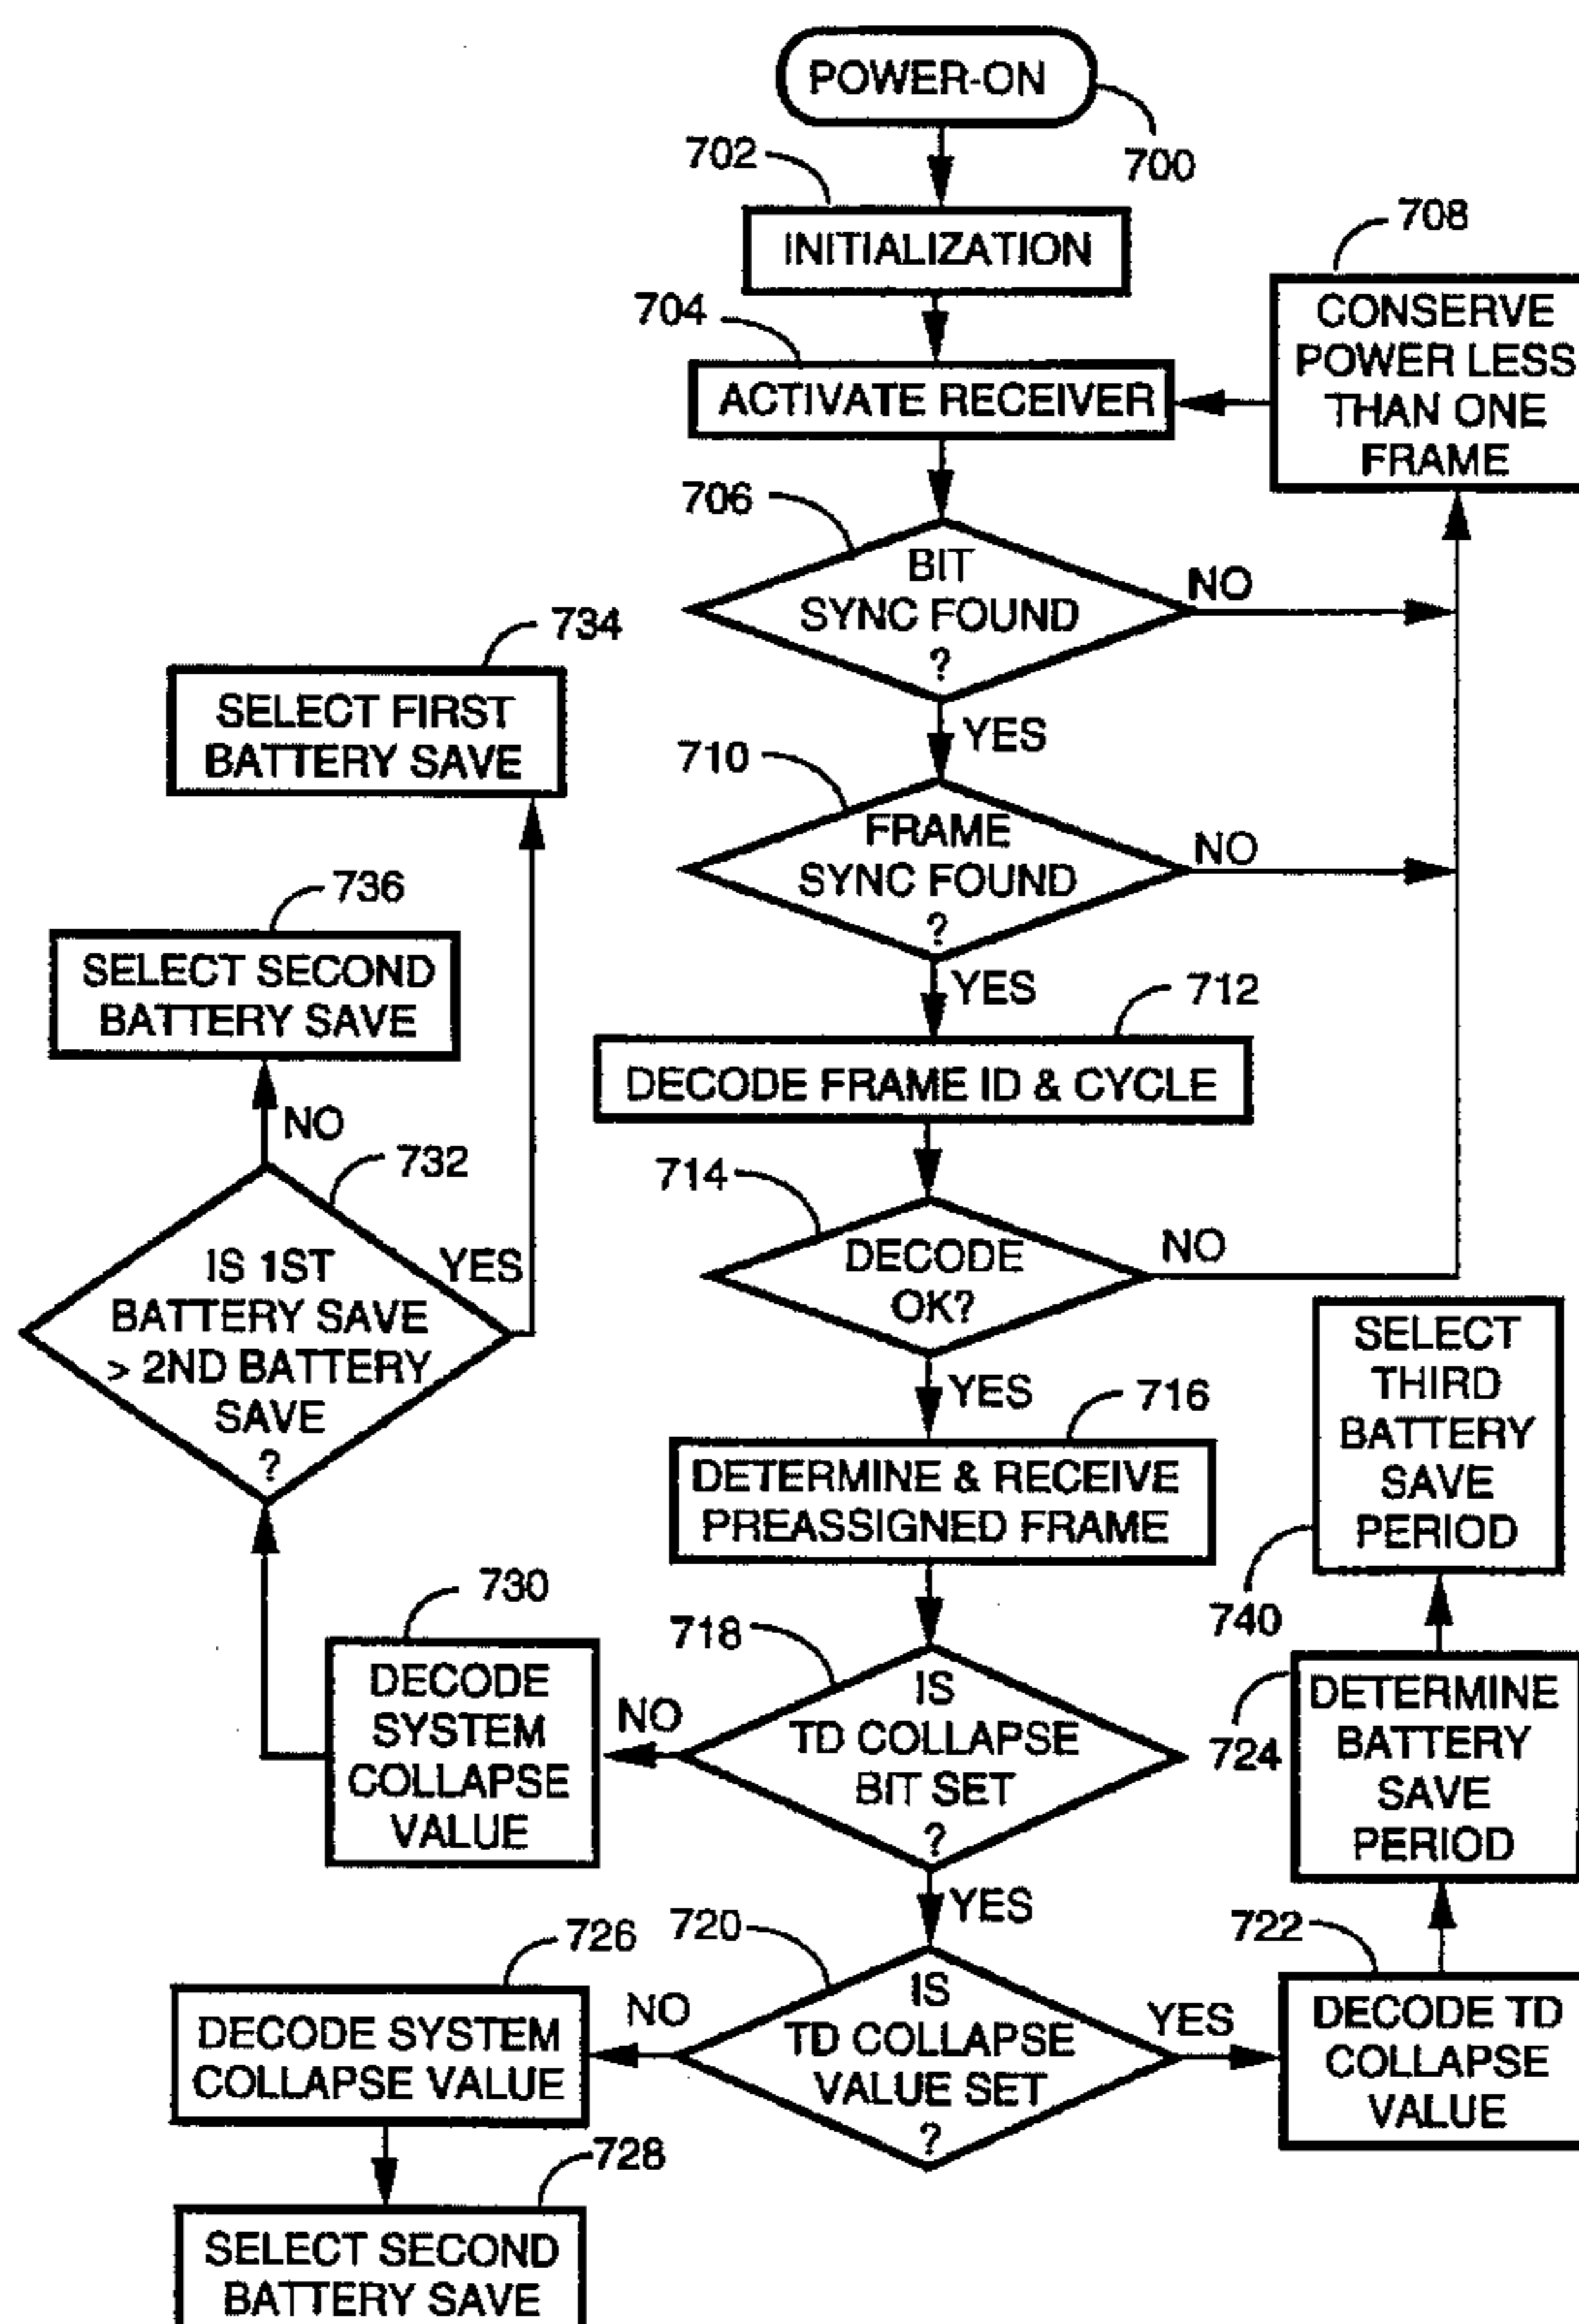 POWER-ON
700
702
INITIALIZATION
708
CONSERVE
POWER LESS
THAN ONE
FRAME
704
ACTIVATE RECEIVER
706
BIT
SYNC FOUND
?
NO
YES
734
SELECT FIRST
BATTERY SAVE
710
FRAME
SYNC FOUND
?
NO
YES
736
SELECT SECOND
BATTERY SAVE
NO
712
DECODE FRAME ID & CYCLE
732
IS 1ST
BATTERY SAVE
> 2ND BATTERY
SAVE
?
YES
714
DECODE
OK?
NO
YES
716
DETERMINE & RECEIVE
PREASSIGNED FRAME
SELECT
THIRD
BATTERY
SAVE
PERIOD
740
730
DECODE
SYSTEM
COLLAPSE
VALUE
718
IS
TD COLLAPSE
BIT SET
?
NO
YES
724
DETERMINE
BATTERY
SAVE
PERIOD
726
DECODE SYSTEM
COLLAPSE VALUE
720
IS
TD COLLAPSE
VALUE SET
?
NO
YES
722
DECODE TD
COLLAPSE
VALUE
728
SELECT SECOND
BATTERY SAVE